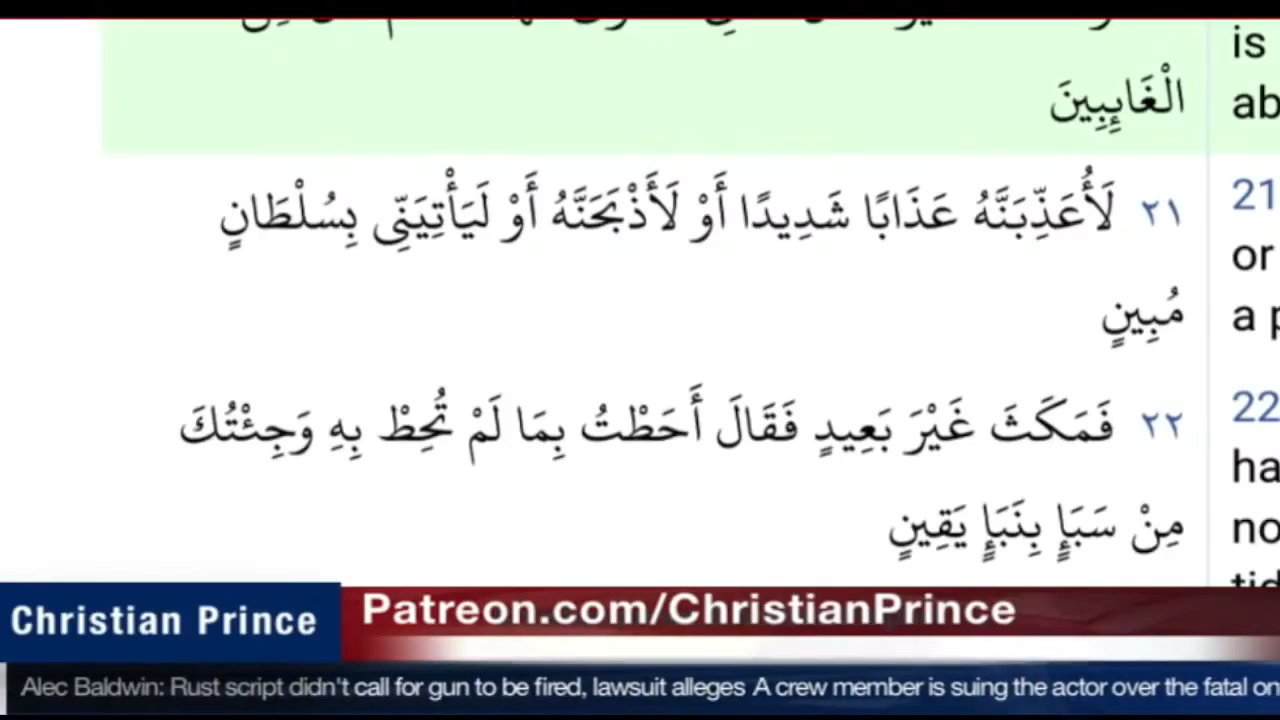 الْغَائِبِينَ
٢١ لَأُعَذِّبَنَّهُ عَذَابًا شَدِيدًا أَوْ لَأَذْبَحَنَّهُ أَوْ لَيَأْتِيَنِّى بِسُلْطَانٍ
مُبِينٍ
٢٢ فَمَكَثَ غَيْرَ بَعِيدٍ فَقَالَ أَحَطْتُ بِمَا لَمْ تُحِطْ بِهِ وَجِئْتُكَ
مِنْ سَبَإٍ بِنَبَإٍ يَقِينٍ
is
ab
21
or
a p
22
ha
no
Christian Prince
Patreon.com/ChristianPrince
Alec Baldwin: Rust script didn't call for gun to be fired, lawsuit alleges A crew member is suing the actor over the fatal on